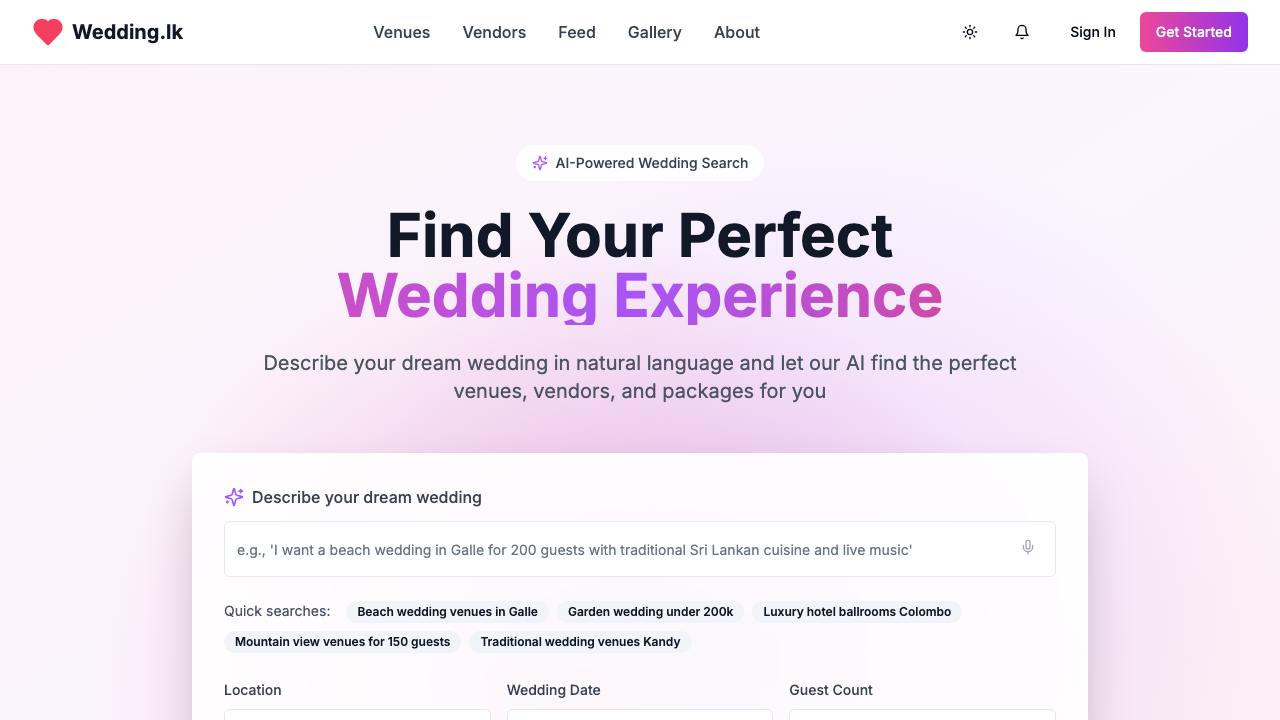 Wedding.lk
Venues Vendors Feed Gallery About
Sign In
Get Started
AI-Powered Wedding Search
Find Your Perfect
Wedding Experience
Describe your dream wedding in natural language and let our AI find the perfect
venues, vendors, and packages for you
Describe your dream wedding
e.g., 'I want a beach wedding in Galle for 200 guests with traditional Sri Lankan cuisine and live music'
Quick searches: Beach wedding venues in Galle Garden wedding under 200k Luxury hotel ballrooms Colombo
Mountain view venues for 150 guests Traditional wedding venues Kandy
Location Wedding Date Guest Count